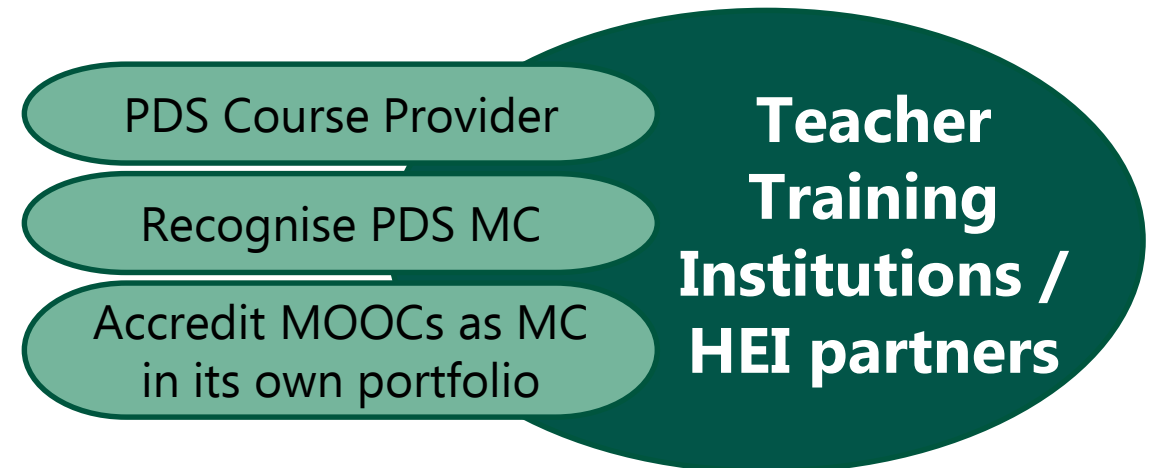 PDS Course Provider
Recognise PDS MC
Accredit MOOCs as MC
in its own portfolio
Teacher
Training
Institutions /
HEI partners